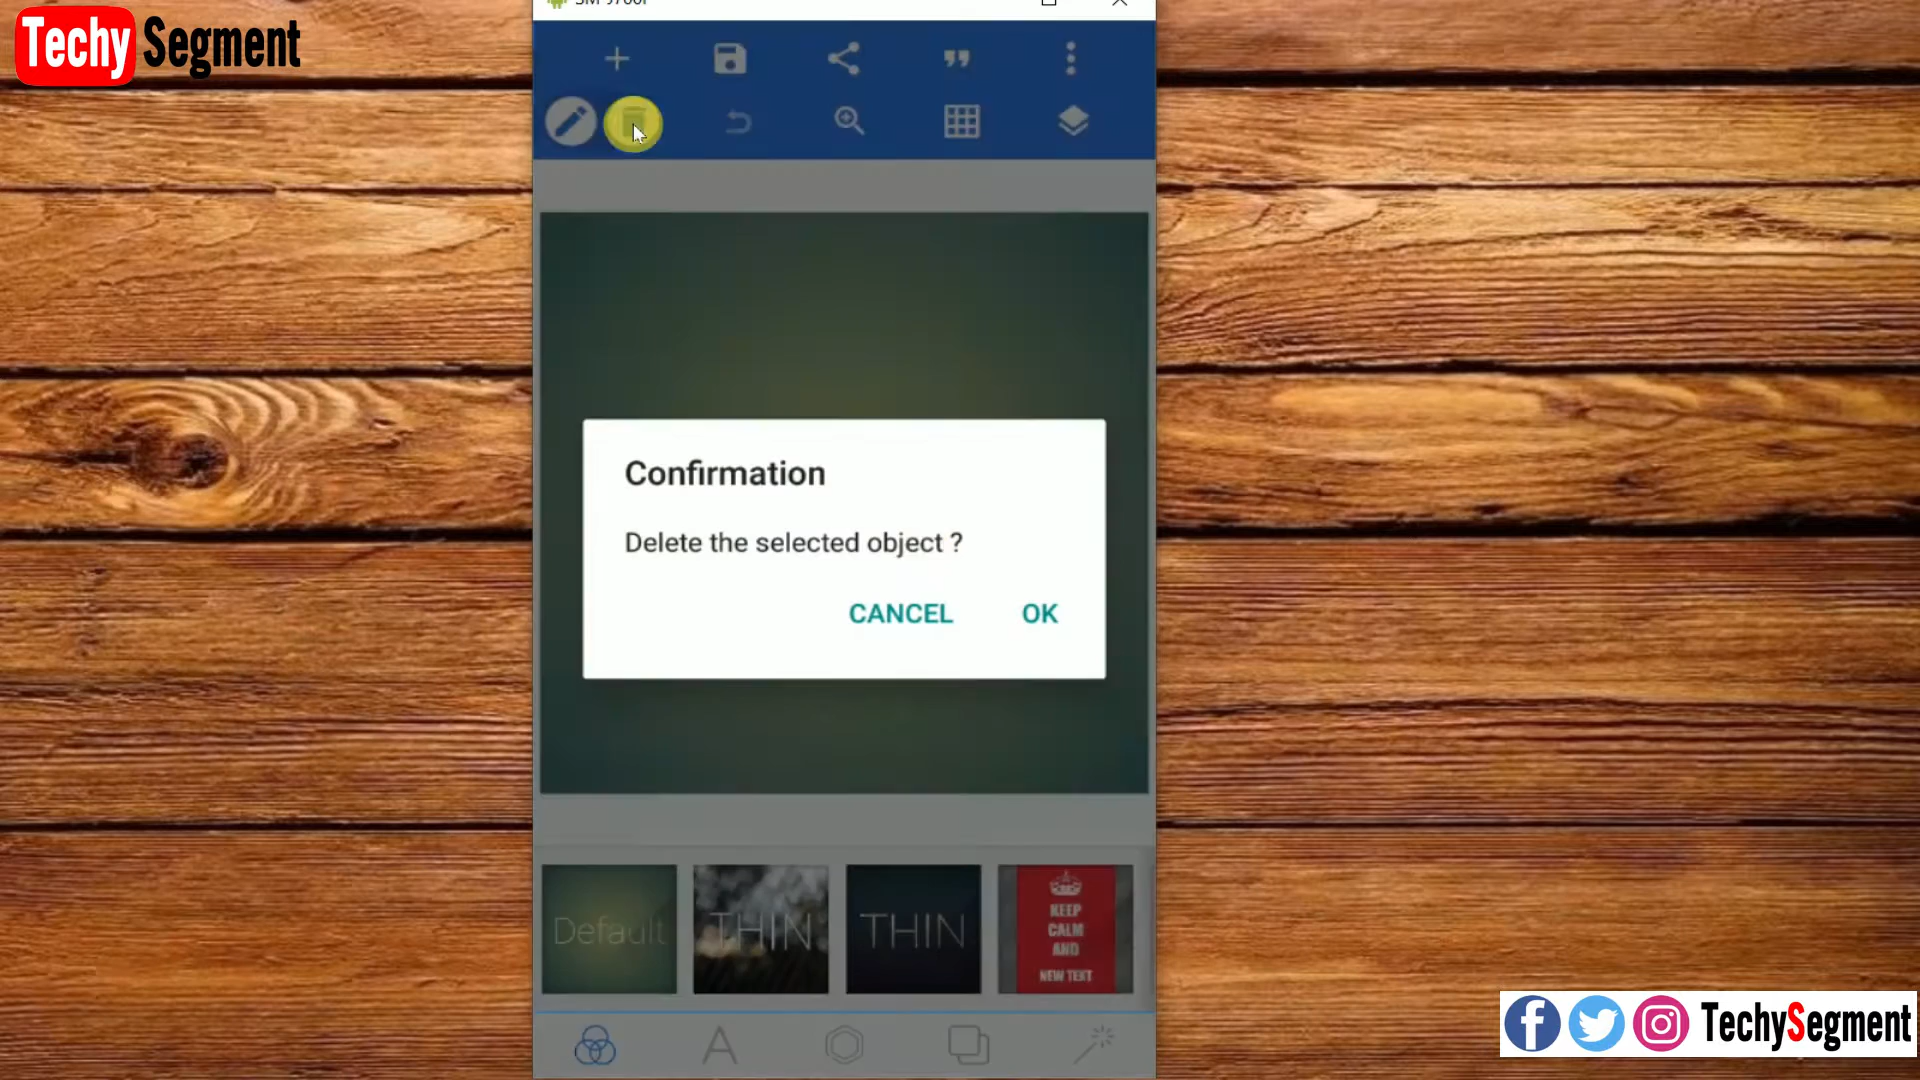 Techy Segment
Confirmation
Delete the selected object ?
CANCEL
OK
Default
THIN
THIN
KEEP
CALM
AND
NEW TEXT
TechySegment